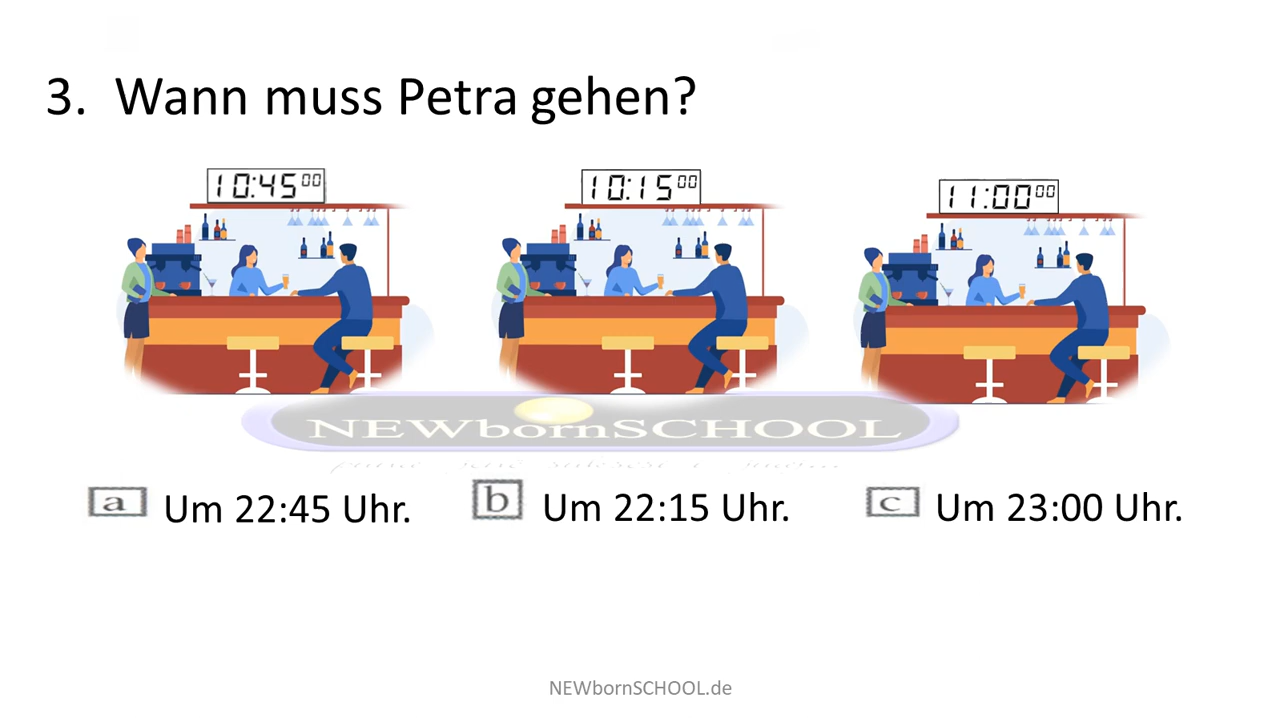 3. Wann muss Petra gehen?
10:45 00
10:15 00
11:00 00
NEWbornSCHOOL
a Um 22:45 Uhr.
b Um 22:15 Uhr.
c Um 23:00 Uhr.
NEWbornSCHOOL.de